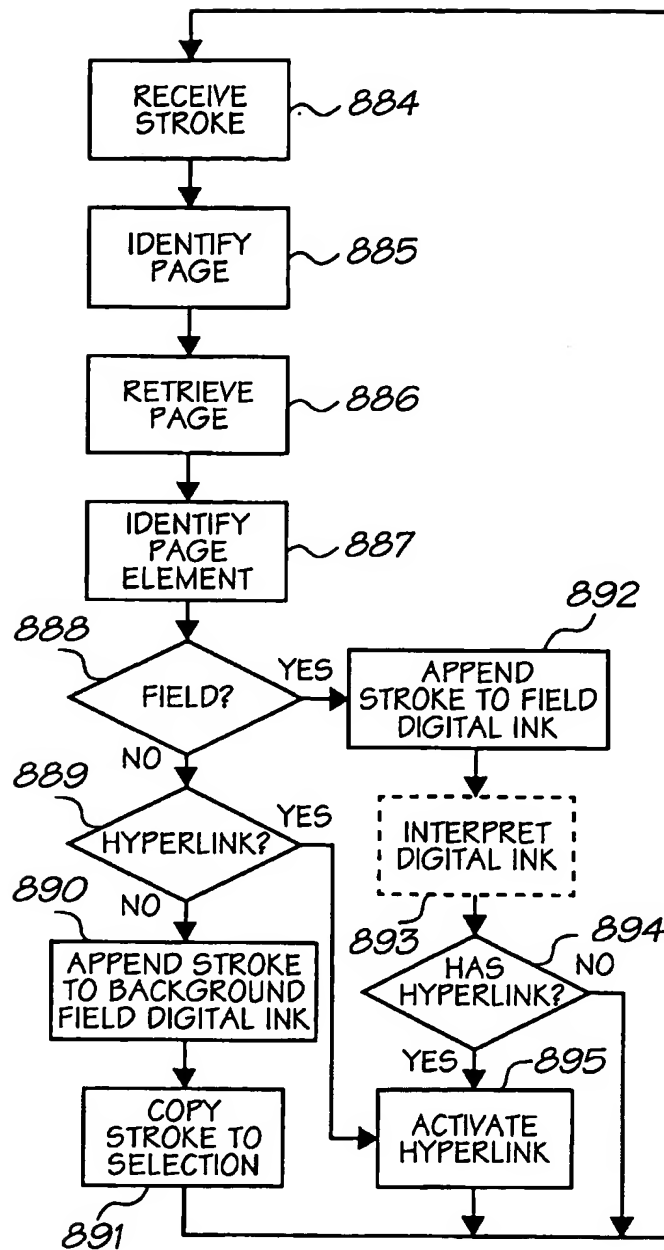 RECEIVE
STROKE
884
IDENTIFY
PAGE
885
RETRIEVE
PAGE
886
IDENTIFY
PAGE
ELEMENT
887
888
FIELD?
YES
NO
892
APPEND
STROKE TO FIELD
DIGITAL INK
889
HYPERLINK?
YES
NO
INTERPRET
DIGITAL INK
893
890
APPEND STROKE
TO BACKGROUND
FIELD DIGITAL INK
894
HAS
HYPERLINK?
NO
YES
895
COPY
STROKE TO
SELECTION
891
ACTIVATE
HYPERLINK